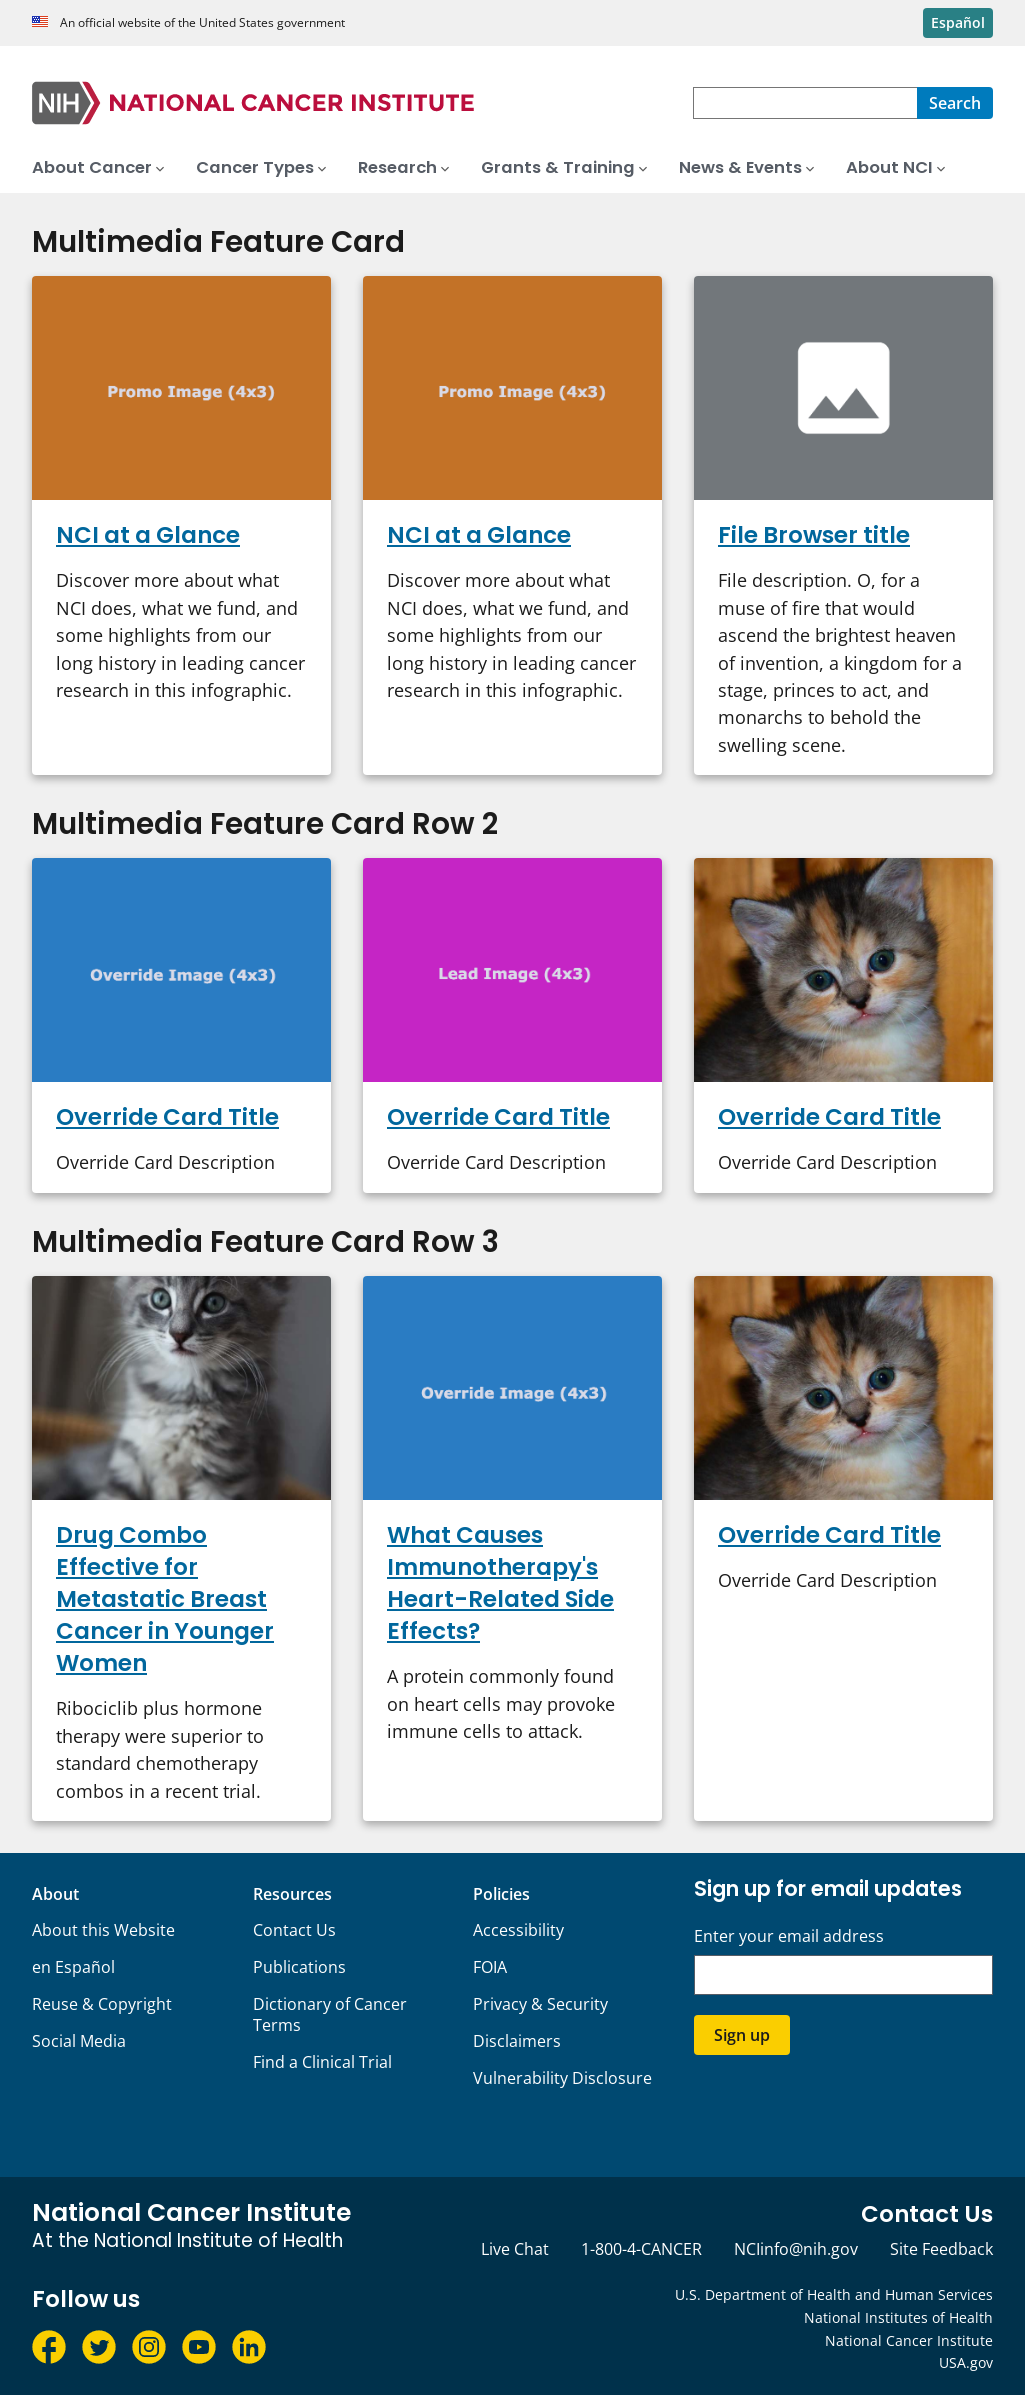 An official website of the United States government
Español
NIH NATIONAL CANCER INSTITUTE
Search
About Cancer Cancer Types Research Grants & Training News & Events About NCI
Multimedia Feature Card
Promo Image (4x3)
NCI at a Glance
Discover more about what
NCI does, what we fund, and
some highlights from our
long history in leading cancer
research in this infographic.
Promo Image (4x3)
NCI at a Glance
Discover more about what
NCI does, what we fund, and
some highlights from our
long history in leading cancer
research in this infographic.
File Browser title
File description. O, for a
muse of fire that would
ascend the brightest heaven
of invention, a kingdom for a
stage, princes to act, and
monarchs to behold the
swelling scene.
Multimedia Feature Card Row 2
Override Image (4x3)
Override Card Title
Override Card Description
Lead Image (4x3)
Override Card Title
Override Card Description
Override Card Title
Override Card Description
Multimedia Feature Card Row 3
Drug Combo
Effective for
Metastatic Breast
Cancer in Younger
Women
Ribociclib plus hormone
therapy were superior to
standard chemotherapy
combos in a recent trial.
Override Image (4x3)
What Causes
Immunotherapy's
Heart-Related Side
Effects?
A protein commonly found
on heart cells may provoke
immune cells to attack.
Override Card Title
Override Card Description
About
About this Website
en Español
Reuse & Copyright
Social Media
Resources
Contact Us
Publications
Dictionary of Cancer
Terms
Find a Clinical Trial
Policies
Accessibility
FOIA
Privacy & Security
Disclaimers
Vulnerability Disclosure
Sign up for email updates
Enter your email address
Sign up
National Cancer Institute
At the National Institute of Health
Follow us
Contact Us
Live Chat 1-800-4-CANCER NCIinfo@nih.gov Site Feedback
U.S. Department of Health and Human Services
National Institutes of Health
National Cancer Institute
USA.gov